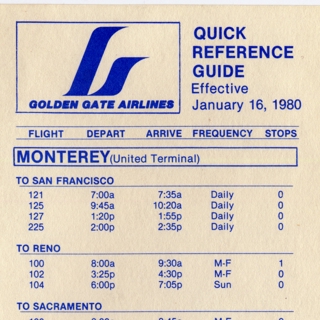 GOLDEN GATE AIRLINES
QUICK
REFERENCE
GUIDE
Effective
January 16, 1980
FLIGHT DEPART ARRIVE FREQUENCY STOPS
MONTEREY (United Terminal)
TO SAN FRANCISCO
121 7:00a 7:35a Daily 0
125 9:45a 10:20a Daily 0
127 1:20p 1:55p Daily 0
225 2:00p 2:35p Daily 0
TO RENO
100 8:00a 9:30a M-F 1
102 3:25p 4:30p M-F 0
104 6:00p 7:05p Sun 0
TO SACRAMENTO